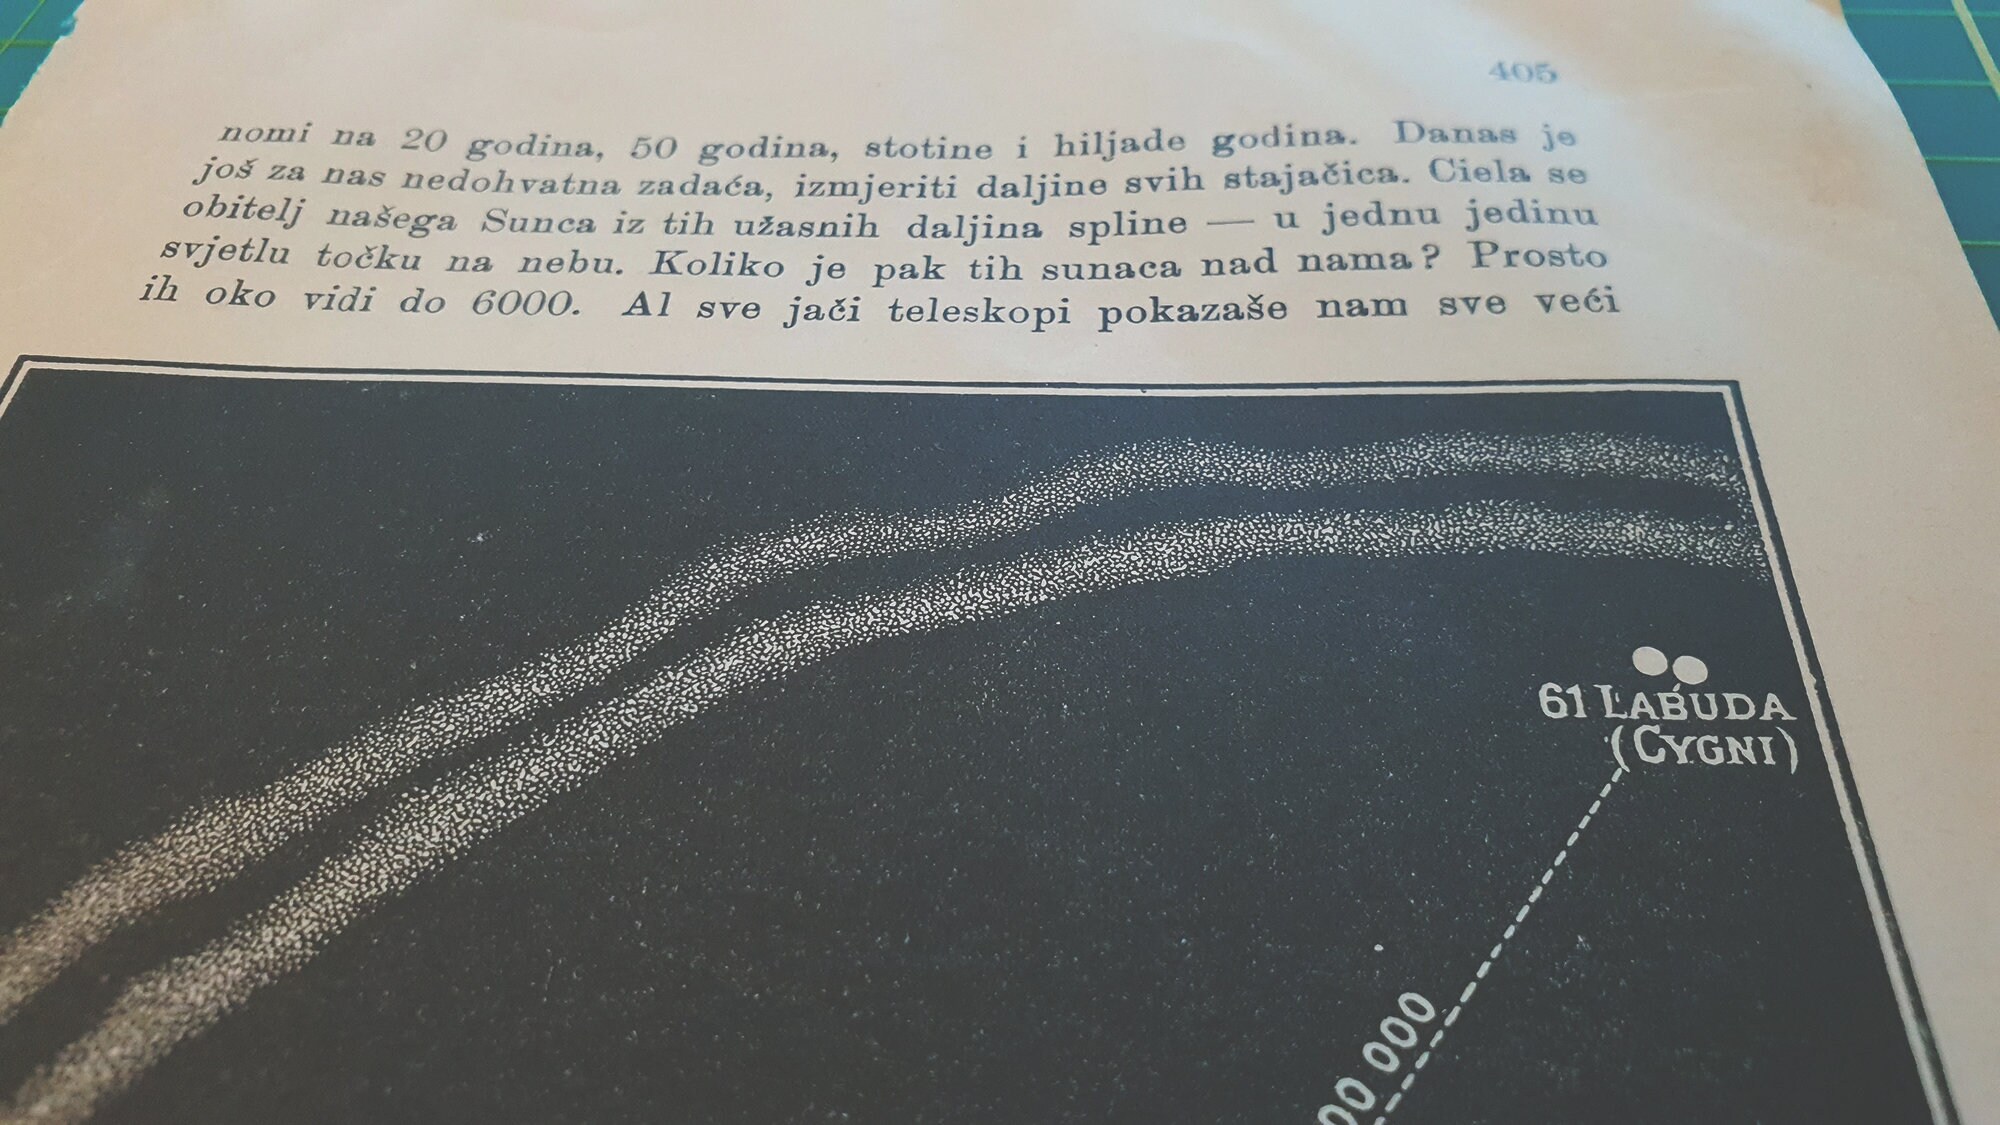 405
nomi na 20 godina, 50 godina, stotine i hiljade godina. Danas je
još za nas nedohvatna zadaća, izmjeriti daljine svih stajačica. Ciela se
obitelj našega Sunca iz tih užasnih daljina spline — u jednu jedinu
svjetlu točku na nebu. Koliko je pak tih sunaca nad nama? Prosto
ih oko vidi do 6000. Al sve jači teleskopi pokazaše nam sve veći
61 LABUDA
(CYGNI)
00 000